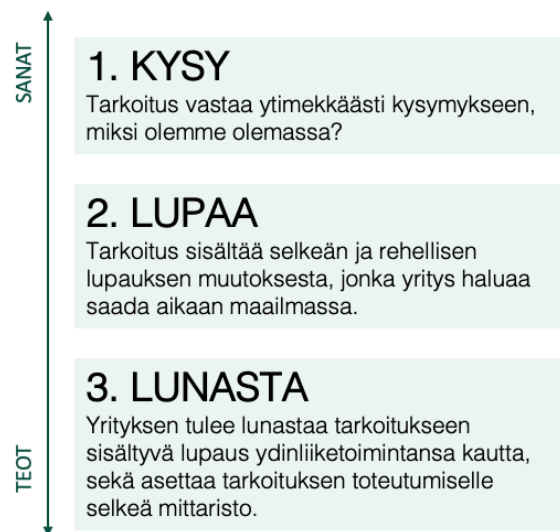 SANAT
1. KYSY
Tarkoitus vastaa ytimekkäästi kysymykseen,
miksi olemme olemassa?
2. LUPAA
Tarkoitus sisältää selkeän ja rehellisen
lupauksen muutoksesta, jonka yritys haluaa
saada aikaan maailmassa.
3. LUNASTA
Yrityksen tulee lunastaa tarkoitukseen
sisältyvä lupaus ydinliiketoimintansa kautta,
sekä asettaa tarkoituksen toteutumiselle
selkeä mittaristo.
TEOT